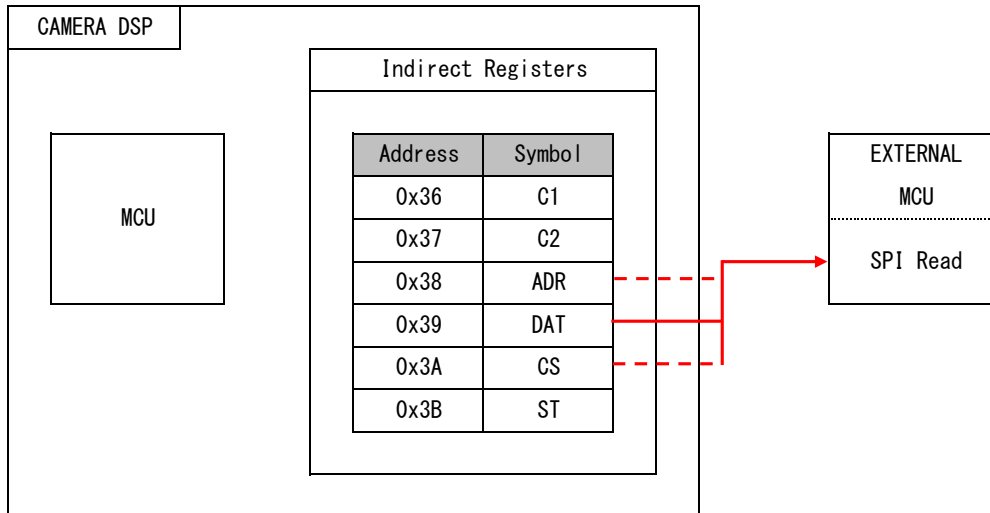 CAMERA DSP
Indirect Registers
MCU
Address Symbol
0x36 C1
0x37 C2
0x38 ADR
0x39 DAT
0x3A CS
0x3B ST
EXTERNAL
MCU
SPI Read